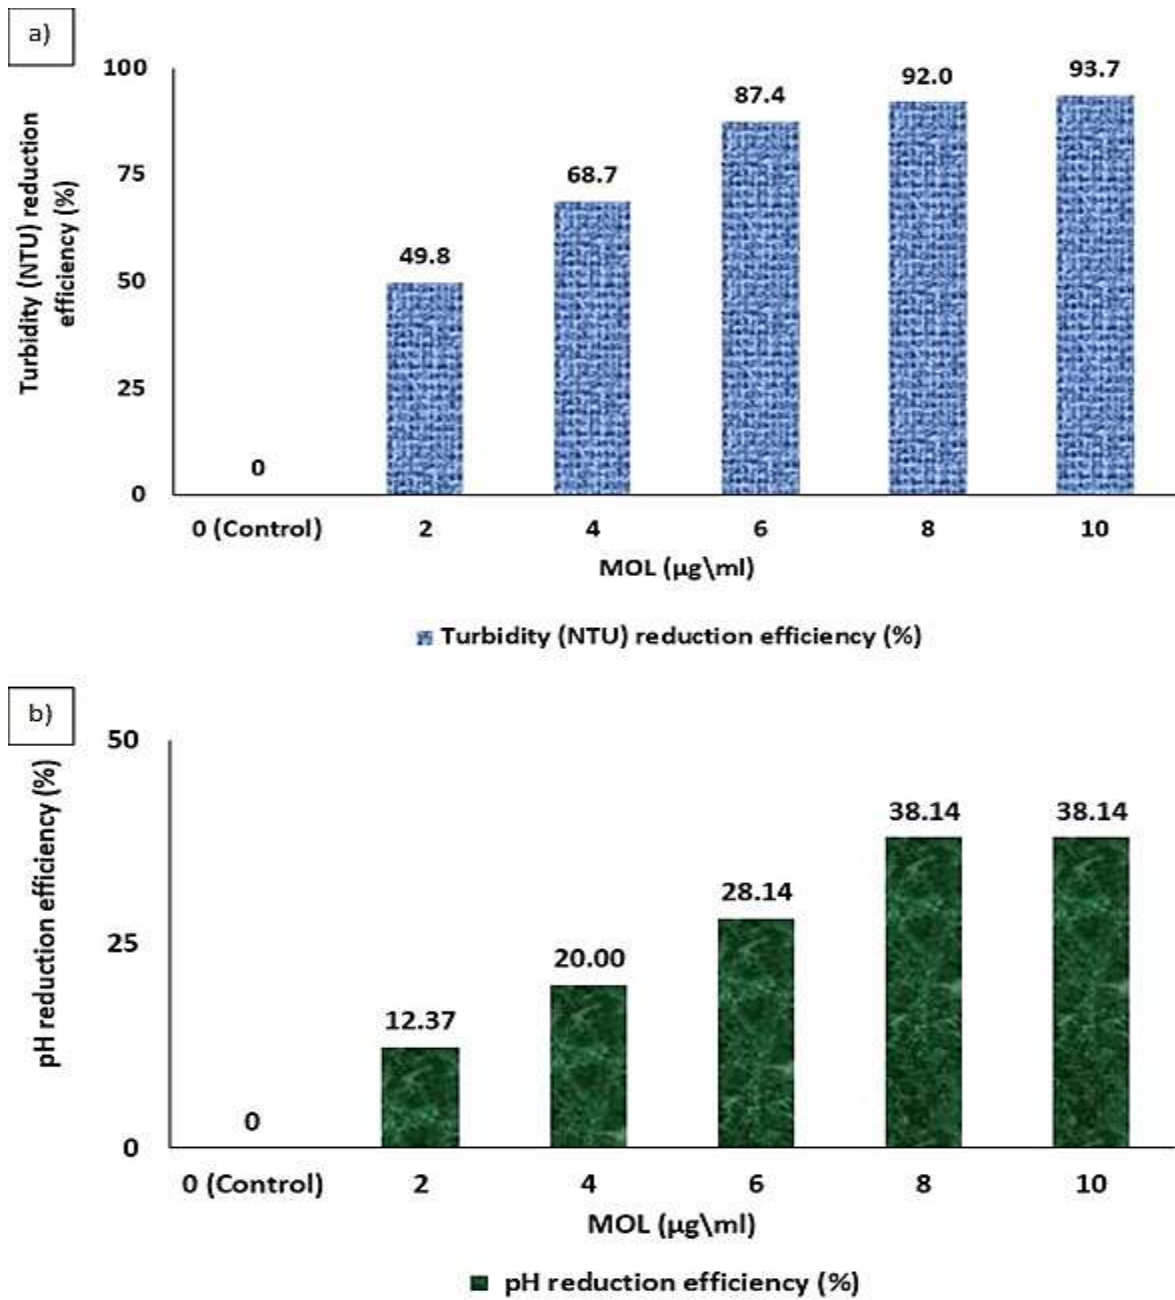 a)
Turbidity (NTU) reduction
efficiency (%)
100
75
50
25
0
0
49.8
68.7
87.4
92.0
93.7
0 (Control) 2 4 6 8 10
MOL (µg\ml)
Turbidity (NTU) reduction efficiency (%)
b)
pH reduction efficiency (%)
50
25
0
0
12.37
20.00
28.14
38.14
38.14
0 (Control) 2 4 6 8 10
MOL (µg\ml)
pH reduction efficiency (%)